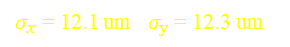 σx = 12.1 um σy = 12.3 um